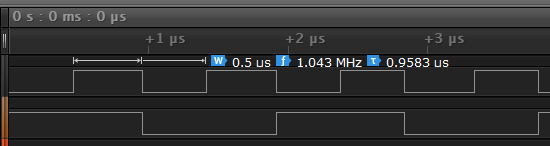 0 s : 0 ms : 0 µs
+1 µs +2 µs +3 µs
W 0.5 us f 1.043 MHz τ 0.9583 us